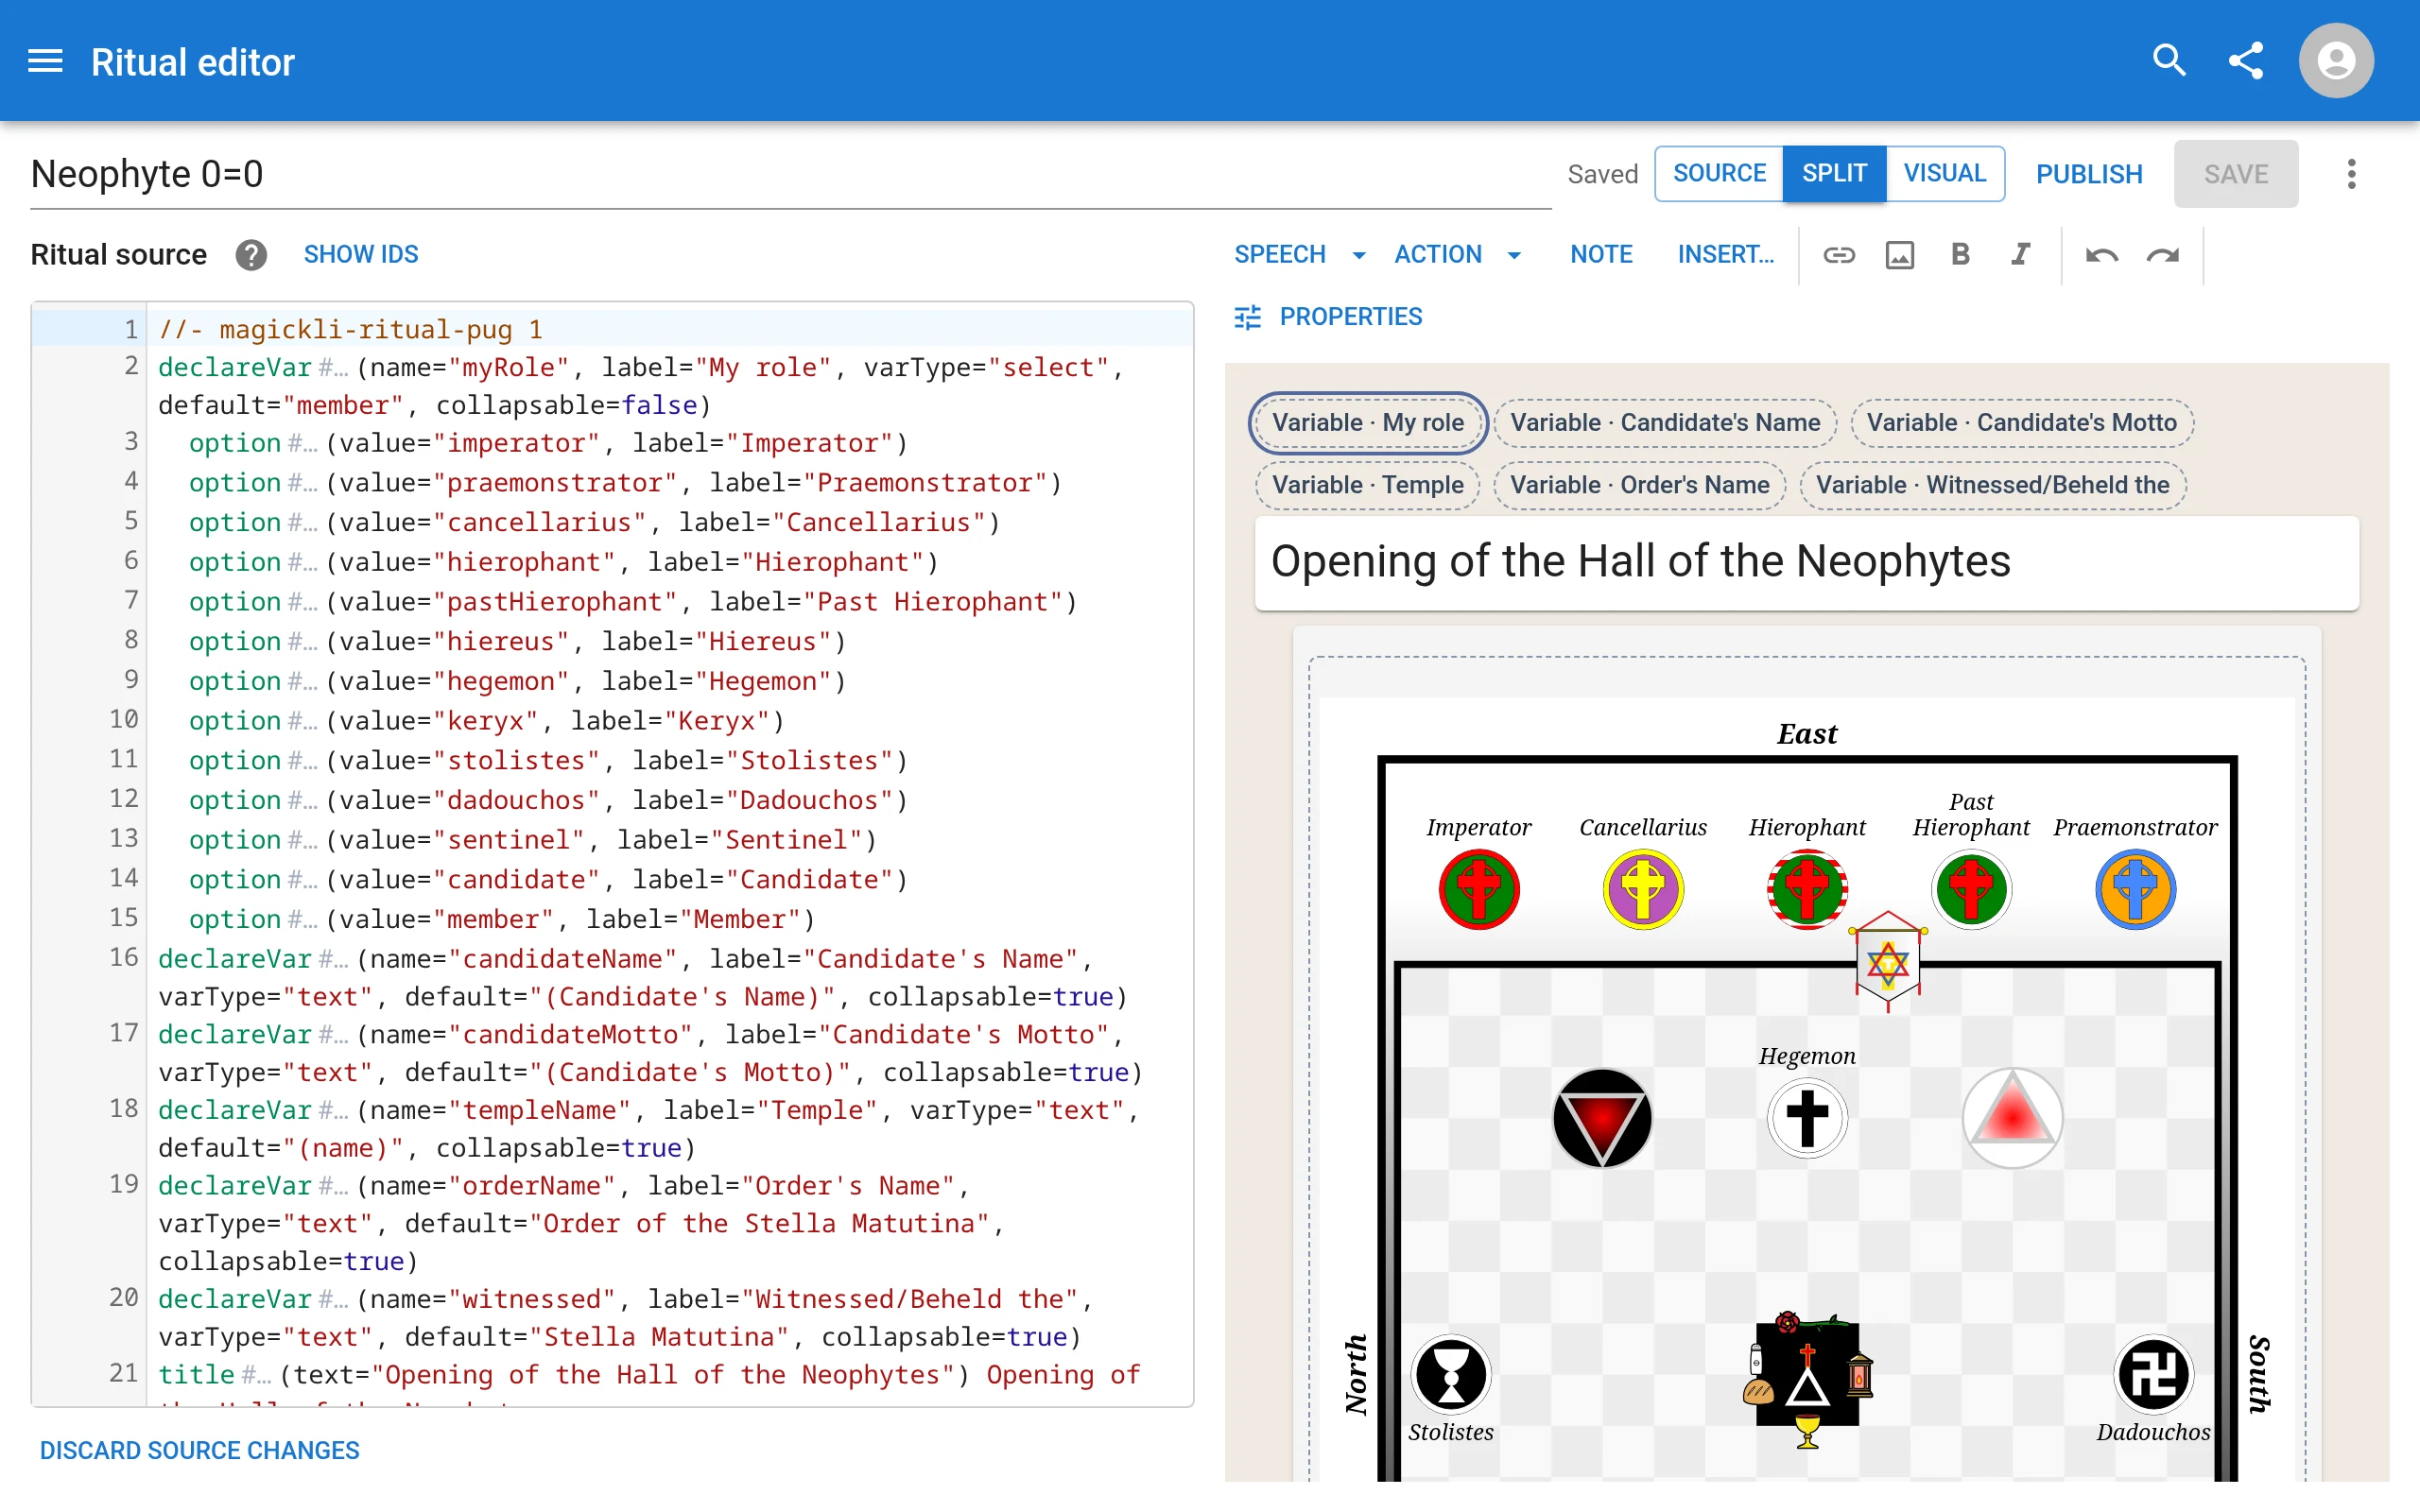 Ritual editor
Neophyte 0=0
Saved
SOURCE
SPLIT
VISUAL
PUBLISH
SAVE
Ritual source
?
SHOW IDS
SPEECH
ACTION
NOTE
INSERT...
B
I
PROPERTIES
1 //- magickli-ritual-pug 1
2 declareVar #… (name="myRole", label="My role", varType="select",
default="member", collapsable=false)
3 option #… (value="imperator", label="Imperator")
4 option #… (value="praemonstrator", label="Praemonstrator")
5 option #… (value="cancellarius", label="Cancellarius")
6 option #… (value="hierophant", label="Hierophant")
7 option #… (value="pastHierophant", label="Past Hierophant")
8 option #… (value="hiereus", label="Hiereus")
9 option #… (value="hegemon", label="Hegemon")
10 option #… (value="keryx", label="Keryx")
11 option #… (value="stolistes", label="Stolistes")
12 option #… (value="dadouchos", label="Dadouchos")
13 option #… (value="sentinel", label="Sentinel")
14 option #… (value="candidate", label="Candidate")
15 option #… (value="member", label="Member")
16 declareVar #… (name="candidateName", label="Candidate's Name",
varType="text", default="(Candidate's Name)", collapsable=true)
17 declareVar #… (name="candidateMotto", label="Candidate's Motto",
varType="text", default="(Candidate's Motto)", collapsable=true)
18 declareVar #… (name="templeName", label="Temple", varType="text",
default="(name)", collapsable=true)
19 declareVar #… (name="orderName", label="Order's Name",
varType="text", default="Order of the Stella Matutina",
collapsable=true)
20 declareVar #… (name="witnessed", label="Witnessed/Beheld the",
varType="text", default="Stella Matutina", collapsable=true)
21 title #… (text="Opening of the Hall of the Neophytes") Opening of
DISCARD SOURCE CHANGES
Variable · My role
Variable · Candidate's Name
Variable · Candidate's Motto
Variable · Temple
Variable · Order's Name
Variable · Witnessed/Beheld the
Opening of the Hall of the Neophytes
East
Imperator
Cancellarius
Hierophant
Past
Hierophant
Praemonstrator
Hegemon
North
South
Stolistes
Dadouchos